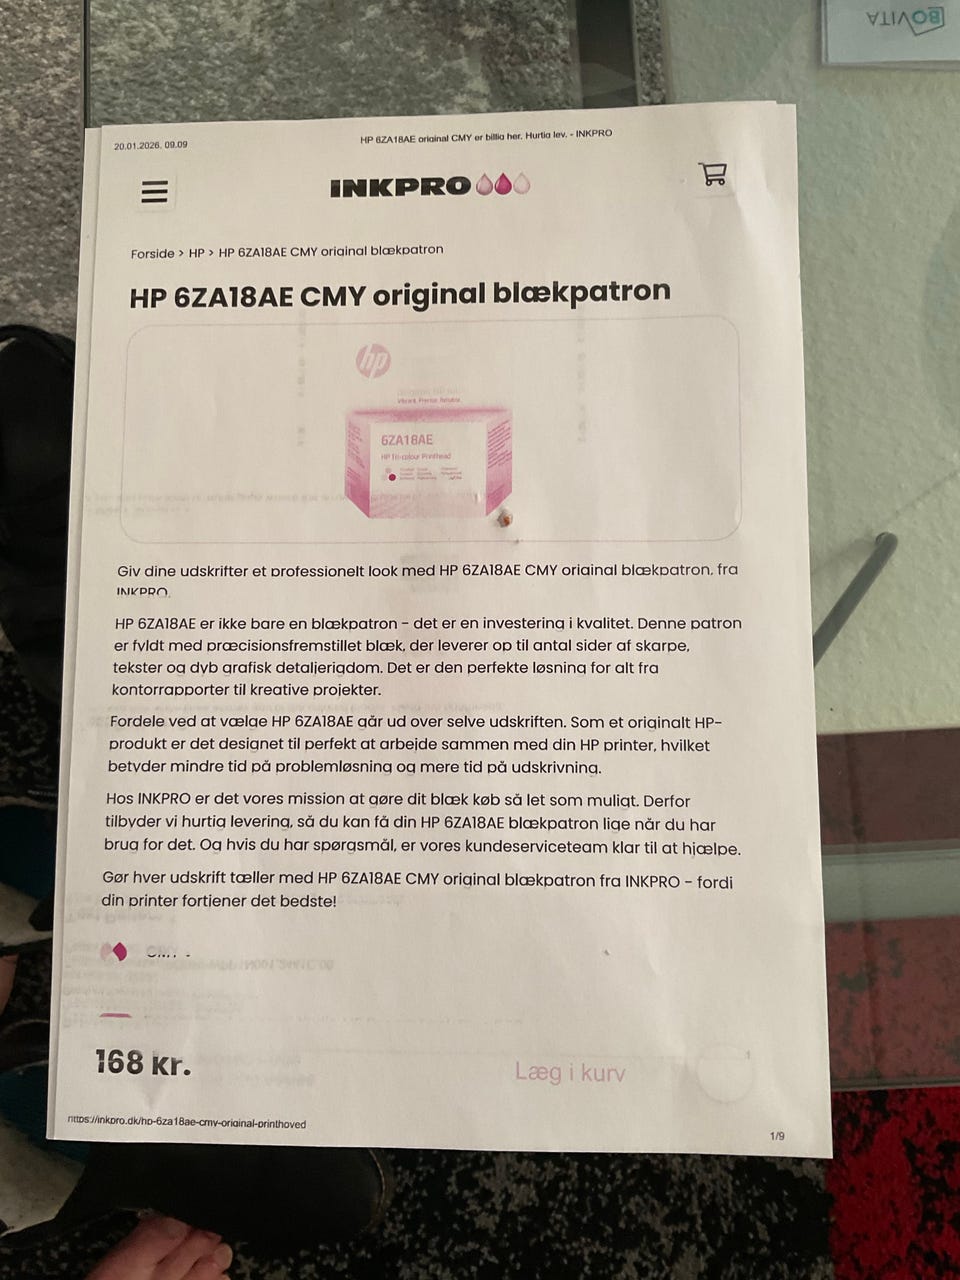 BOVITA
20.01.2026, 09.09
HP 6ZA18AE original CMY er billig her. Hurtig lev. - INKPRO
INKPRO
Forside > HP > HP 6ZA18AE CMY original blækpatron
HP 6ZA18AE CMY original blækpatron
hp
Vibrant. Precise. Reliable.
6ZA18AE
HP Tri-colour Printhead
Giv dine udskrifter et professionelt look med HP 6ZA18AE CMY original blækpatron, fra
INKPRO.
HP 6ZA18AE er ikke bare en blækpatron – det er en investering i kvalitet. Denne patron
er fyldt med præcisionsfremstillet blæk, der leverer op til antal sider af skarpe,
tekster og dyb grafisk detaljerigdom. Det er den perfekte løsning for alt fra
kontorrapporter til kreative projekter.
Fordele ved at vælge HP 6ZA18AE går ud over selve udskriften. Som et originalt HP-
produkt er det designet til perfekt at arbejde sammen med din HP printer, hvilket
betyder mindre tid på problemløsning og mere tid på udskrivning.
Hos INKPRO er det vores mission at gøre dit blæk køb så let som muligt. Derfor
tilbyder vi hurtig levering, så du kan få din HP 6ZA18AE blækpatron lige når du har
brug for det. Og hvis du har spørgsmål, er vores kundeserviceteam klar til at hjælpe.
Gør hver udskrift tæller med HP 6ZA18AE CMY original blækpatron fra INKPRO – fordi
din printer fortjener det bedste!
168 kr.
Læg i kurv
https://inkpro.dk/hp-6za18ae-cmy-original-printhoved
1/9